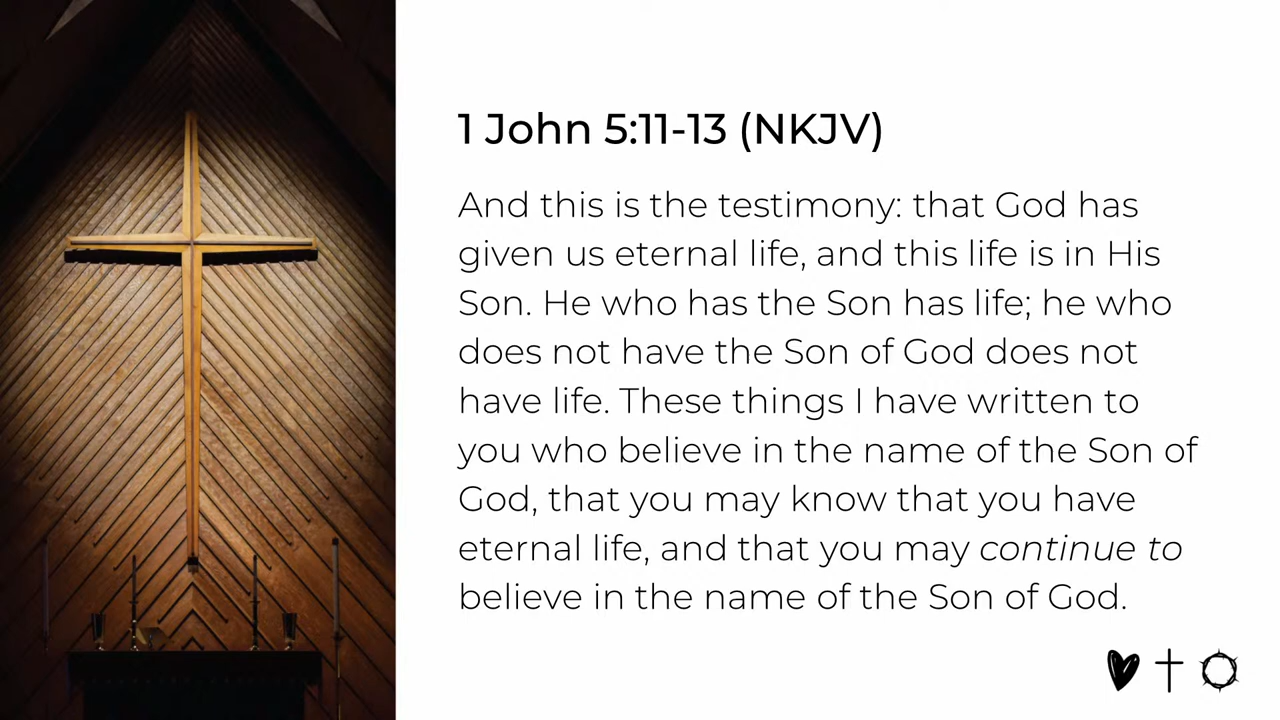 1 John 5:11-13 (NKJV)
And this is the testimony: that God has
given us eternal life, and this life is in His
Son. He who has the Son has life; he who
does not have the Son of God does not
have life. These things I have written to
you who believe in the name of the Son of
God, that you may know that you have
eternal life, and that you may continue to
believe in the name of the Son of God.